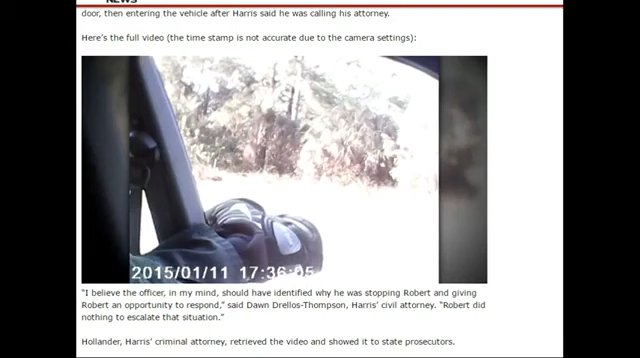 NEWS
door, then entering the vehicle after Harris said he was calling his attorney.
Here's the full video (the time stamp is not accurate due to the camera settings):
2015/01/11 17:36:05
"I believe the officer, in my mind, should have identified why he was stopping Robert and giving
Robert an opportunity to respond," said Dawn Drellos-Thompson, Harris' civil attorney. "Robert did
nothing to escalate that situation."
Hollander, Harris' criminal attorney, retrieved the video and showed it to state prosecutors.